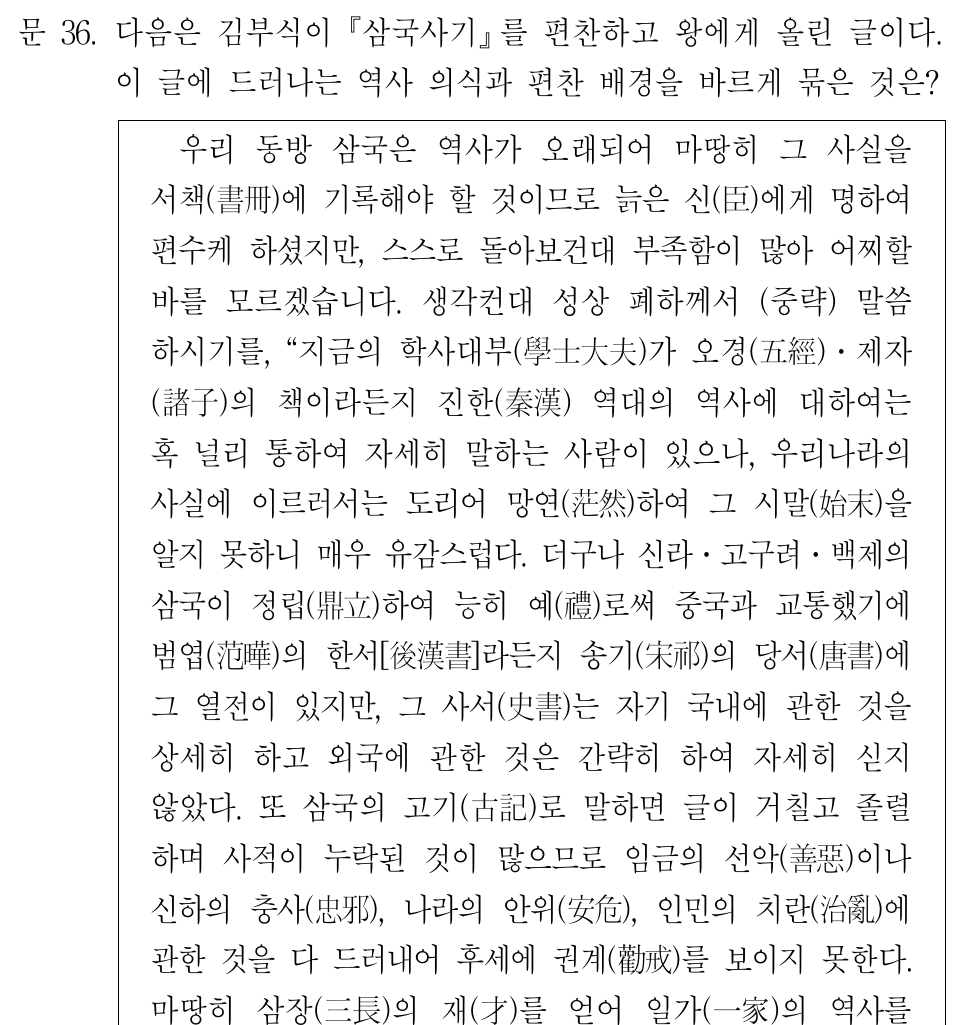 문 36. 다음은 김부식이 『삼국사기』를 편찬하고 왕에게 올린 글이다.
이 글에 드러나는 역사 의식과 편찬 배경을 바르게 묶은 것은?
우리 동방 삼국은 역사가 오래되어 마땅히 그 사실을
서책(書冊)에 기록해야 할 것이므로 늙은 신(臣)에게 명하여
편수케 하셨지만, 스스로 돌아보건대 부족함이 많아 어찌할
바를 모르겠습니다. 생각컨대 성상 폐하께서 (중략) 말씀
하시기를, “지금의 학사대부(學士大夫)가 오경(五經)·제자
(諸子)의 책이라든지 진한(秦漢) 역대의 역사에 대하여는
혹 널리 통하여 자세히 말하는 사람이 있으나, 우리나라의
사실에 이르러서는 도리어 망연(茫然)하여 그 시말(始末)을
알지 못하니 매우 유감스럽다. 더구나 신라·고구려·백제의
삼국이 정립(鼎立)하여 능히 예(禮)로써 중국과 교통했기에
범엽(范曄)의 한서[後漢書]라든지 송기(宋祁)의 당서(唐書)에
그 열전이 있지만, 그 사서(史書)는 자기 국내에 관한 것을
상세히 하고 외국에 관한 것은 간략히 하여 자세히 싣지
않았다. 또 삼국의 고기(古記)로 말하면 글이 거칠고 졸렬
하며 사적이 누락된 것이 많으므로 임금의 선악(善惡)이나
신하의 충사(忠邪), 나라의 안위(安危), 인민의 치란(治亂)에
관한 것을 다 드러내어 후세에 권계(勸戒)를 보이지 못한다.
마땅히 삼장(三長)의 재(才)를 얻어 일가(一家)의 역사를